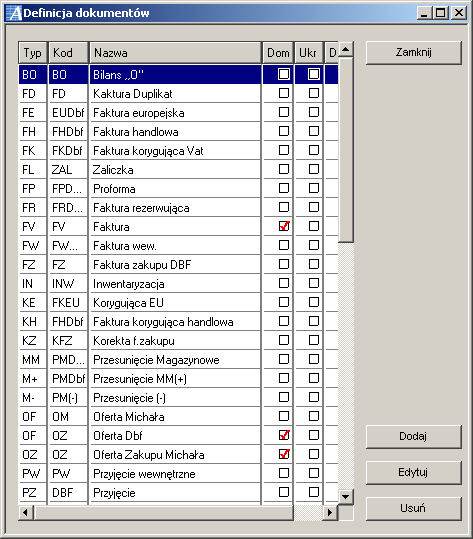 Definicja dokumentów
Typ Kod Nazwa Dom Ukr D
Zamknij
BO BO Bilans ,,0''
FD FD Kaktura Duplikat
FE EUDbf Faktura europejska
FH FHDbf Faktura handlowa
FK FKDbf Faktura korygująca Vat
FL ZAL Zaliczka
FP FPD... Proforma
FR FRD... Faktura rezerwująca
FV FV Faktura
FW FW... Faktura wew.
FZ FZ Faktura zakupu DBF
IN INW Inwentaryzacja
KE FKEU Korygująca EU
KH FHDbf Faktura korygująca handlowa
KZ KFZ Korekta f.zakupu
MM PMD... Przesunięcie Magazynowe
M+ PMDbf Przesunięcie MM(+)
M- PM(-) Przesunięcie (-)
OF OM Oferta Michała
OF OZ Oferta Dbf
Dodaj
OZ OZ Oferta Zakupu Michała
PW PW Przyjęcie wewnętrzne
Edytuj
PZ DBF Przyjęcie
Usuń